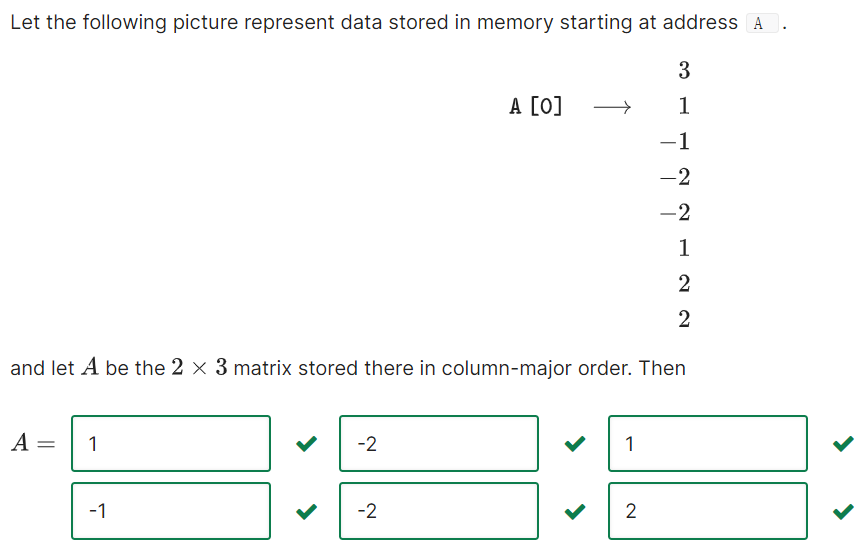 Let the following picture represent data stored in memory starting at address A .
3
A [0] ⟶ 1
−1
−2
−2
1
2
2
and let A be the 2 × 3 matrix stored there in column-major order. Then
A = 1 ✔ -2 ✔ 1 ✔
-1 ✔ -2 ✔ 2 ✔